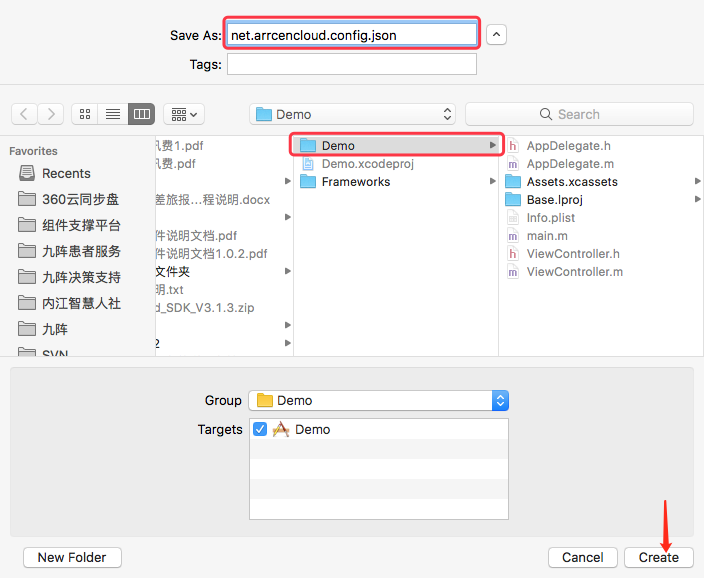 Save As: net.arrcencloud.config.json
Tags:
Demo
Search
Favorites
Recents
360云同步盘
组件支撑平台
九阵患者服务
九阵决策支持
内江智慧人社
九阵
SVN
费1.pdf
费.pdf
差旅报...程说明.docx
件说明文档.pdf
件说明文档1.0.2.pdf
文件夹
明.txt
d_SDK_V3.1.3.zip
2
Demo
Demo.xcodeproj
Frameworks
AppDelegate.h
AppDelegate.m
Assets.xcassets
Base.lproj
Info.plist
main.m
ViewController.h
ViewController.m
Group Demo
Targets Demo
New Folder
Cancel
Create